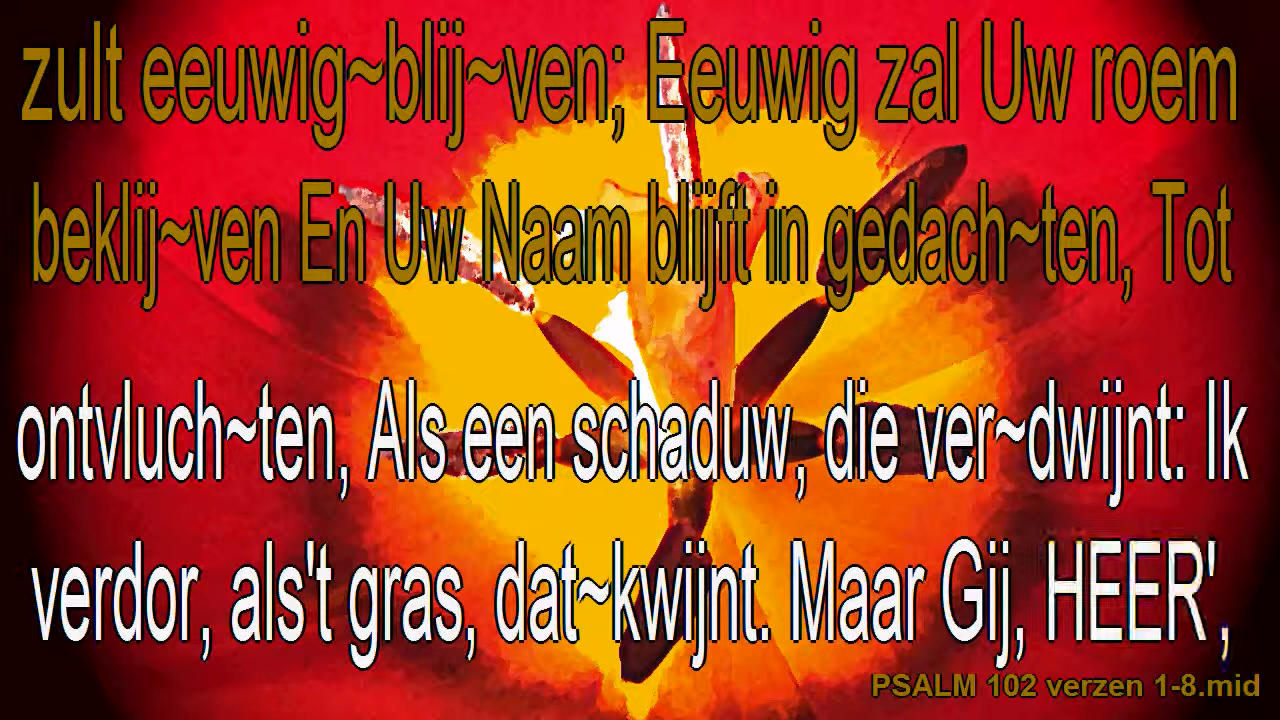 zult eeuwig~blij~ven; Eeuwig zal Uw roem
beklij~ven En Uw Naam blijft in gedach~ten, Tot
ontvluch~ten, Als een schaduw, die ver~dwijnt: Ik
verdor, als't gras, dat~kwijnt. Maar Gij, HEER',
PSALM 102 verzen 1-8.mid